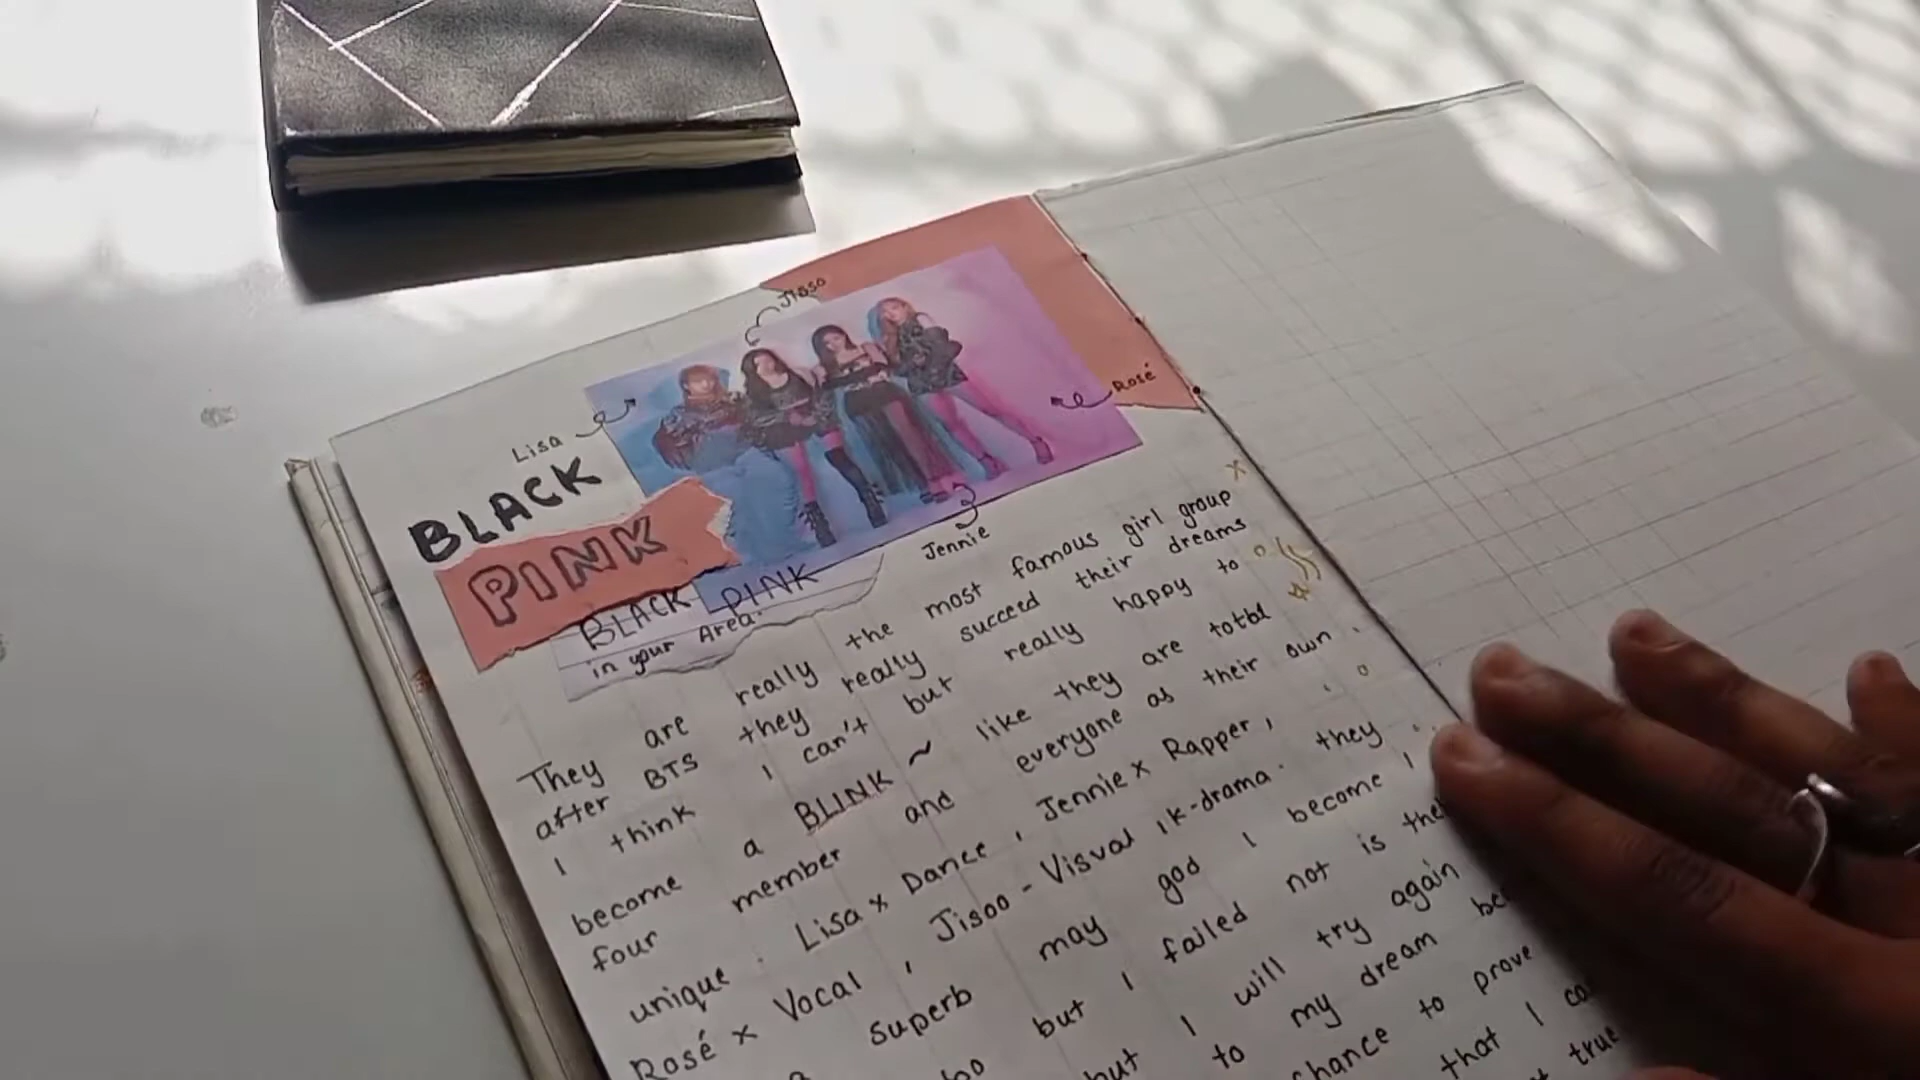 Jisoo
Rosé
Lisa
Jennie
BLACK
PINK
BLACK PINK
in your Area.
They are really the most famous girl group
after BTS they really succeed their dreams
I think I can't but really happy to
become a BLINK ~ like they are total
four member and everyone as their own
unique. Lisa x Dance, Jennie x Rapper,
Rosé x Vocal, Jisoo - Visual, k-drama. they
superb may god I become
but I failed not is
but I will try again
to my dream
chance to prove
that I
true